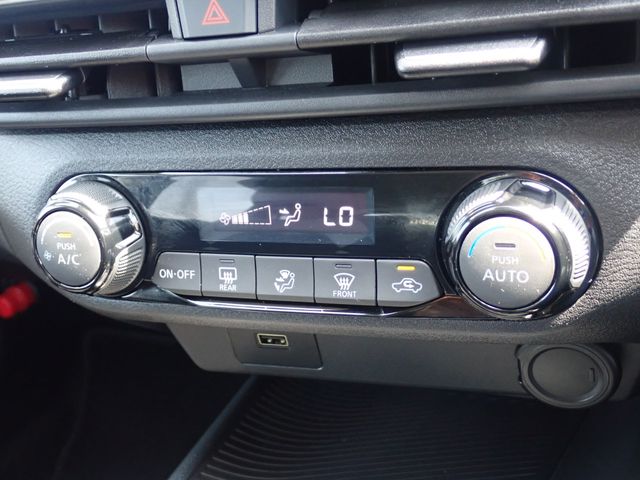 LO
PUSH
A/C
ON·OFF
REAR
FRONT
PUSH
AUTO